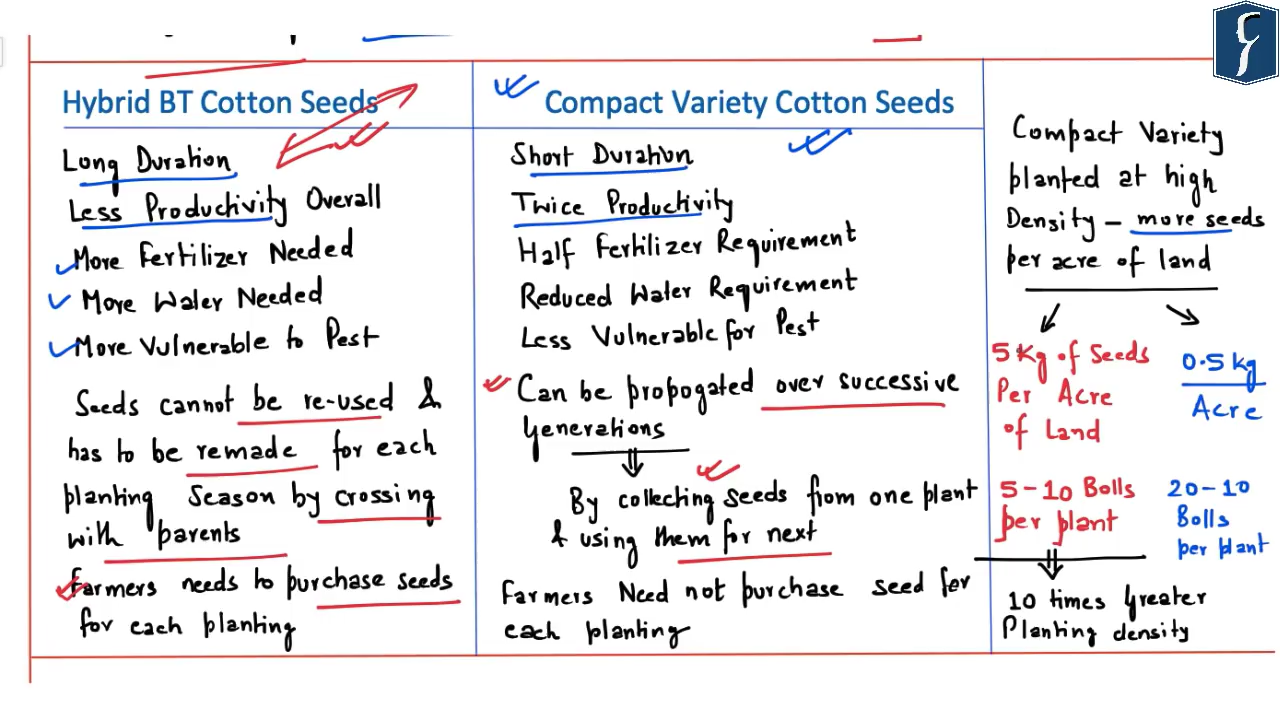 Hybrid BT Cotton Seeds
Long Duration
Less Productivity Overall
More Fertilizer Needed
More Water Needed
More Vulnerable to Pest
Seeds cannot be re-used &
has to be remade for each
planting Season by crossing
with parents
Farmers needs to purchase seeds
for each planting
Compact Variety Cotton Seeds
Short Duration
Twice Productivity
Half Fertilizer Requirement
Reduced Water Requirement
Less Vulnerable for Pest
Can be propogated over successive
Generations
By collecting seeds from one plant
& using them for next
Farmers Need not purchase seed for
each planting
Compact Variety
planted at high
Density - more seeds
per acre of land
5 Kg of Seeds
Per Acre
of Land
0.5 kg
Acre
5-10 Bolls
per plant
20-10
Bolls
per plant
10 times Greater
Planting density